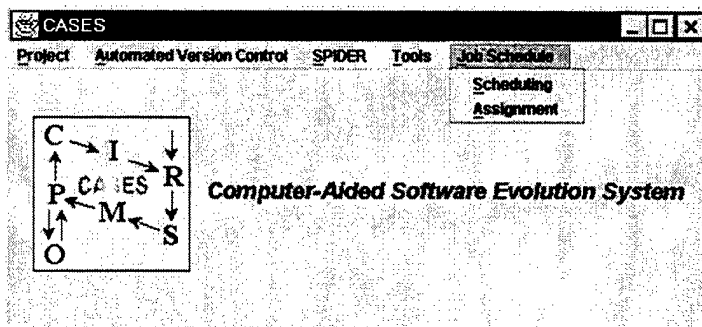 CASES
Project Automated Version Control SPIDER Tools Job Schedule
Scheduling
Assignment
C I R
P CASES
M S
O
Computer-Aided Software Evolution System